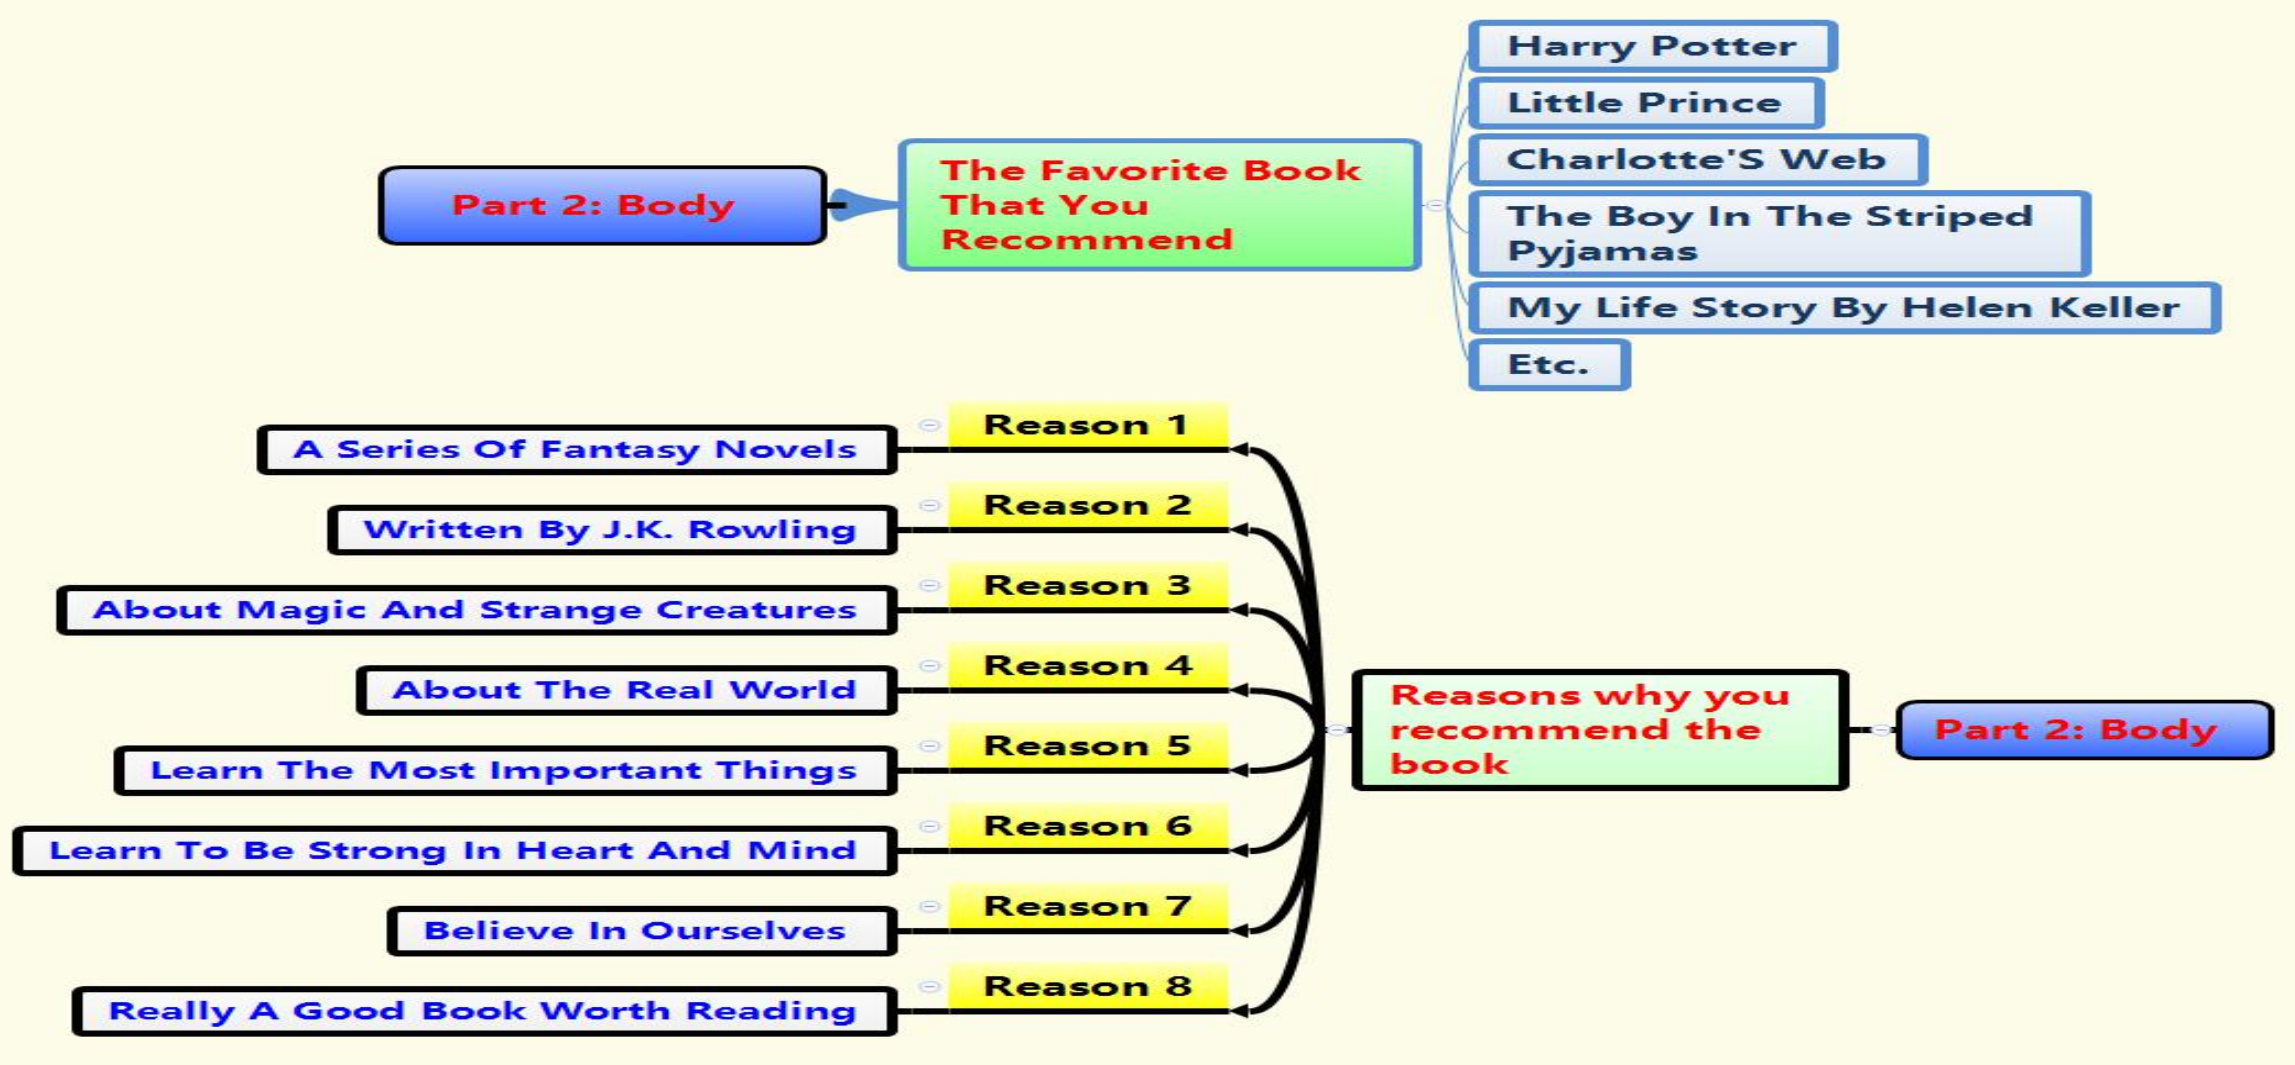 Part 2: Body
The Favorite Book
That You
Recommend
Harry Potter
Little Prince
Charlotte'S Web
The Boy In The Striped
Pyjamas
My Life Story By Helen Keller
Etc.
Reason 1
A Series Of Fantasy Novels
Reason 2
Written By J.K. Rowling
Reason 3
About Magic And Strange Creatures
Reason 4
About The Real World
Reason 5
Learn The Most Important Things
Reason 6
Learn To Be Strong In Heart And Mind
Reason 7
Believe In Ourselves
Reason 8
Really A Good Book Worth Reading
Reasons why you
recommend the
book
Part 2: Body